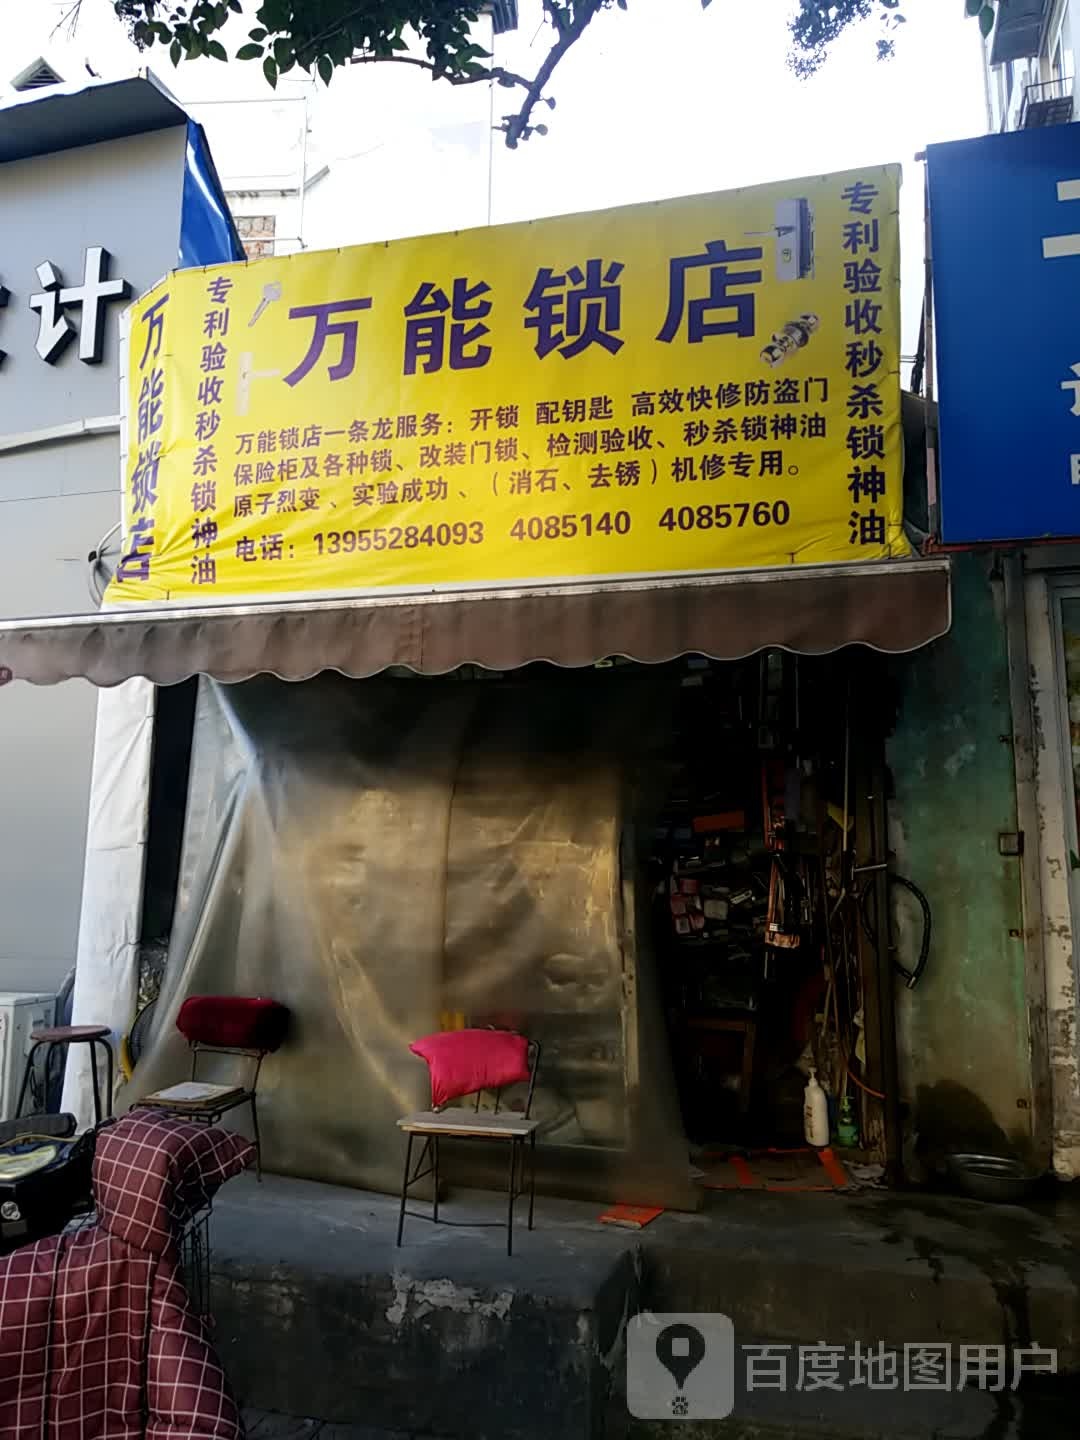 计
万能锁店
专利验收秒杀锁神油
万能锁店
专利验收秒杀锁神油
万能锁店一条龙服务：开锁 配钥匙 高效快修防盗门
保险柜及各种锁、改装门锁、检测验收、秒杀锁神油
原子烈变、实验成功、（消石、去锈）机修专用。
电话：13955284093 4085140 4085760
百度地图用户